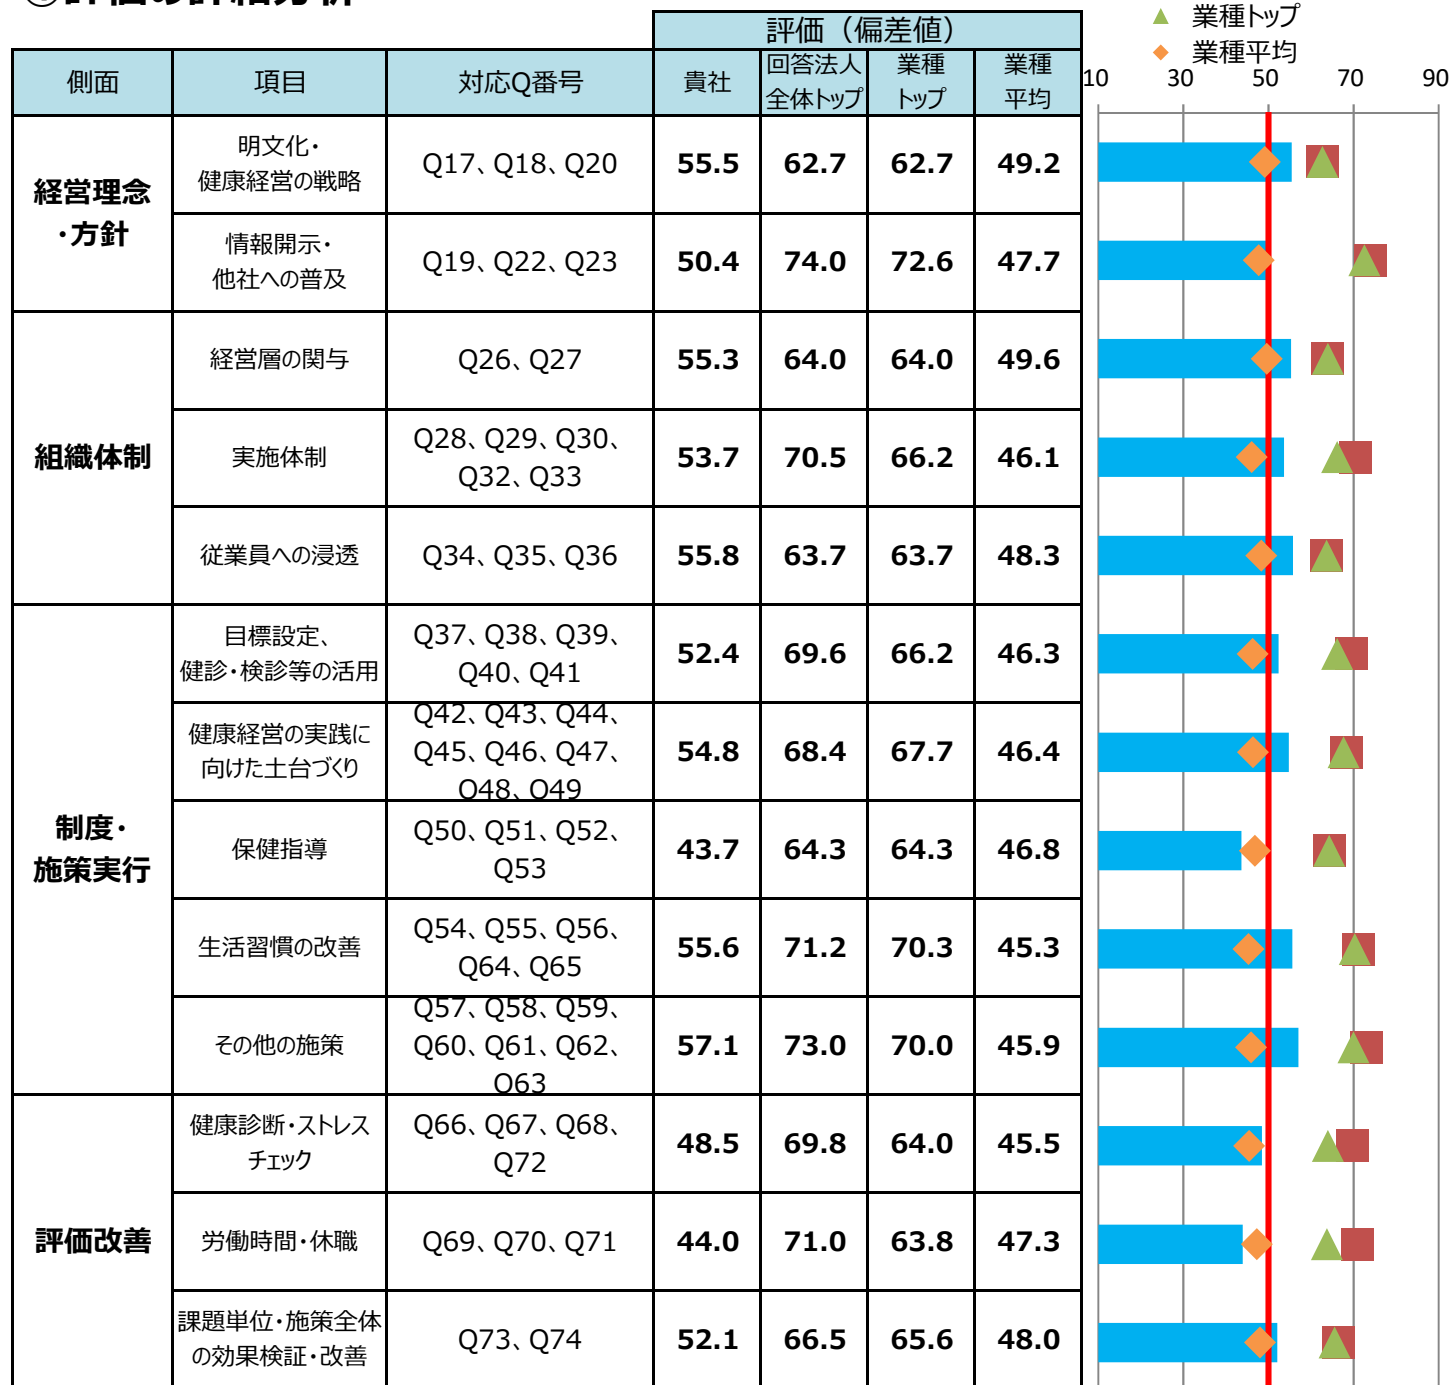 ①評価の詳細分析
業種トップ
業種平均
評価（偏差値）
側面 項目 対応Q番号 貴社 回答法人全体トップ 業種トップ 業種平均
10 30 50 70 90
経営理念・方針
明文化・健康経営の戦略 Q17、Q18、Q20 55.5 62.7 62.7 49.2
情報開示・他社への普及 Q19、Q22、Q23 50.4 74.0 72.6 47.7
組織体制
経営層の関与 Q26、Q27 55.3 64.0 64.0 49.6
実施体制 Q28、Q29、Q30、Q32、Q33 53.7 70.5 66.2 46.1
従業員への浸透 Q34、Q35、Q36 55.8 63.7 63.7 48.3
制度・施策実行
目標設定、健診・検診等の活用 Q37、Q38、Q39、Q40、Q41 52.4 69.6 66.2 46.3
健康経営の実践に向けた土台づくり Q42、Q43、Q44、Q45、Q46、Q47、Q48、Q49 54.8 68.4 67.7 46.4
保健指導 Q50、Q51、Q52、Q53 43.7 64.3 64.3 46.8
生活習慣の改善 Q54、Q55、Q56、Q64、Q65 55.6 71.2 70.3 45.3
その他の施策 Q57、Q58、Q59、Q60、Q61、Q62、Q63 57.1 73.0 70.0 45.9
評価改善
健康診断・ストレスチェック Q66、Q67、Q68、Q72 48.5 69.8 64.0 45.5
労働時間・休職 Q69、Q70、Q71 44.0 71.0 63.8 47.3
課題単位・施策全体の効果検証・改善 Q73、Q74 52.1 66.5 65.6 48.0